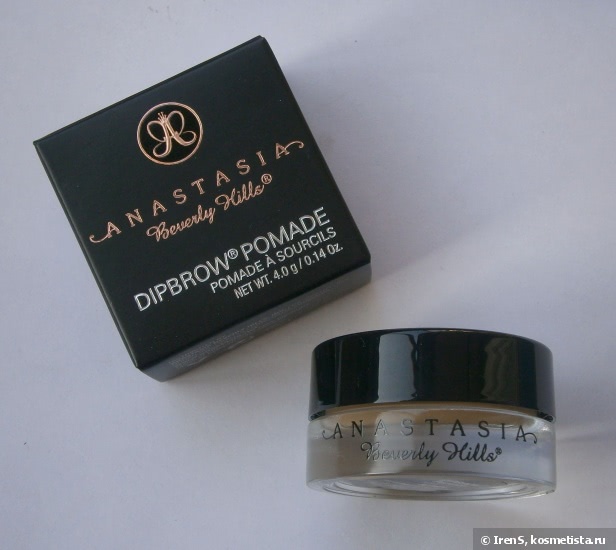 ANASTASIA
Beverly Hills®
DIPBROW® POMADE
POMADE À SOURCILS
NET WT. 4.0 g / 0.14 Oz.
ANASTASIA
Beverly Hills®
© IrenS, kosmetista.ru